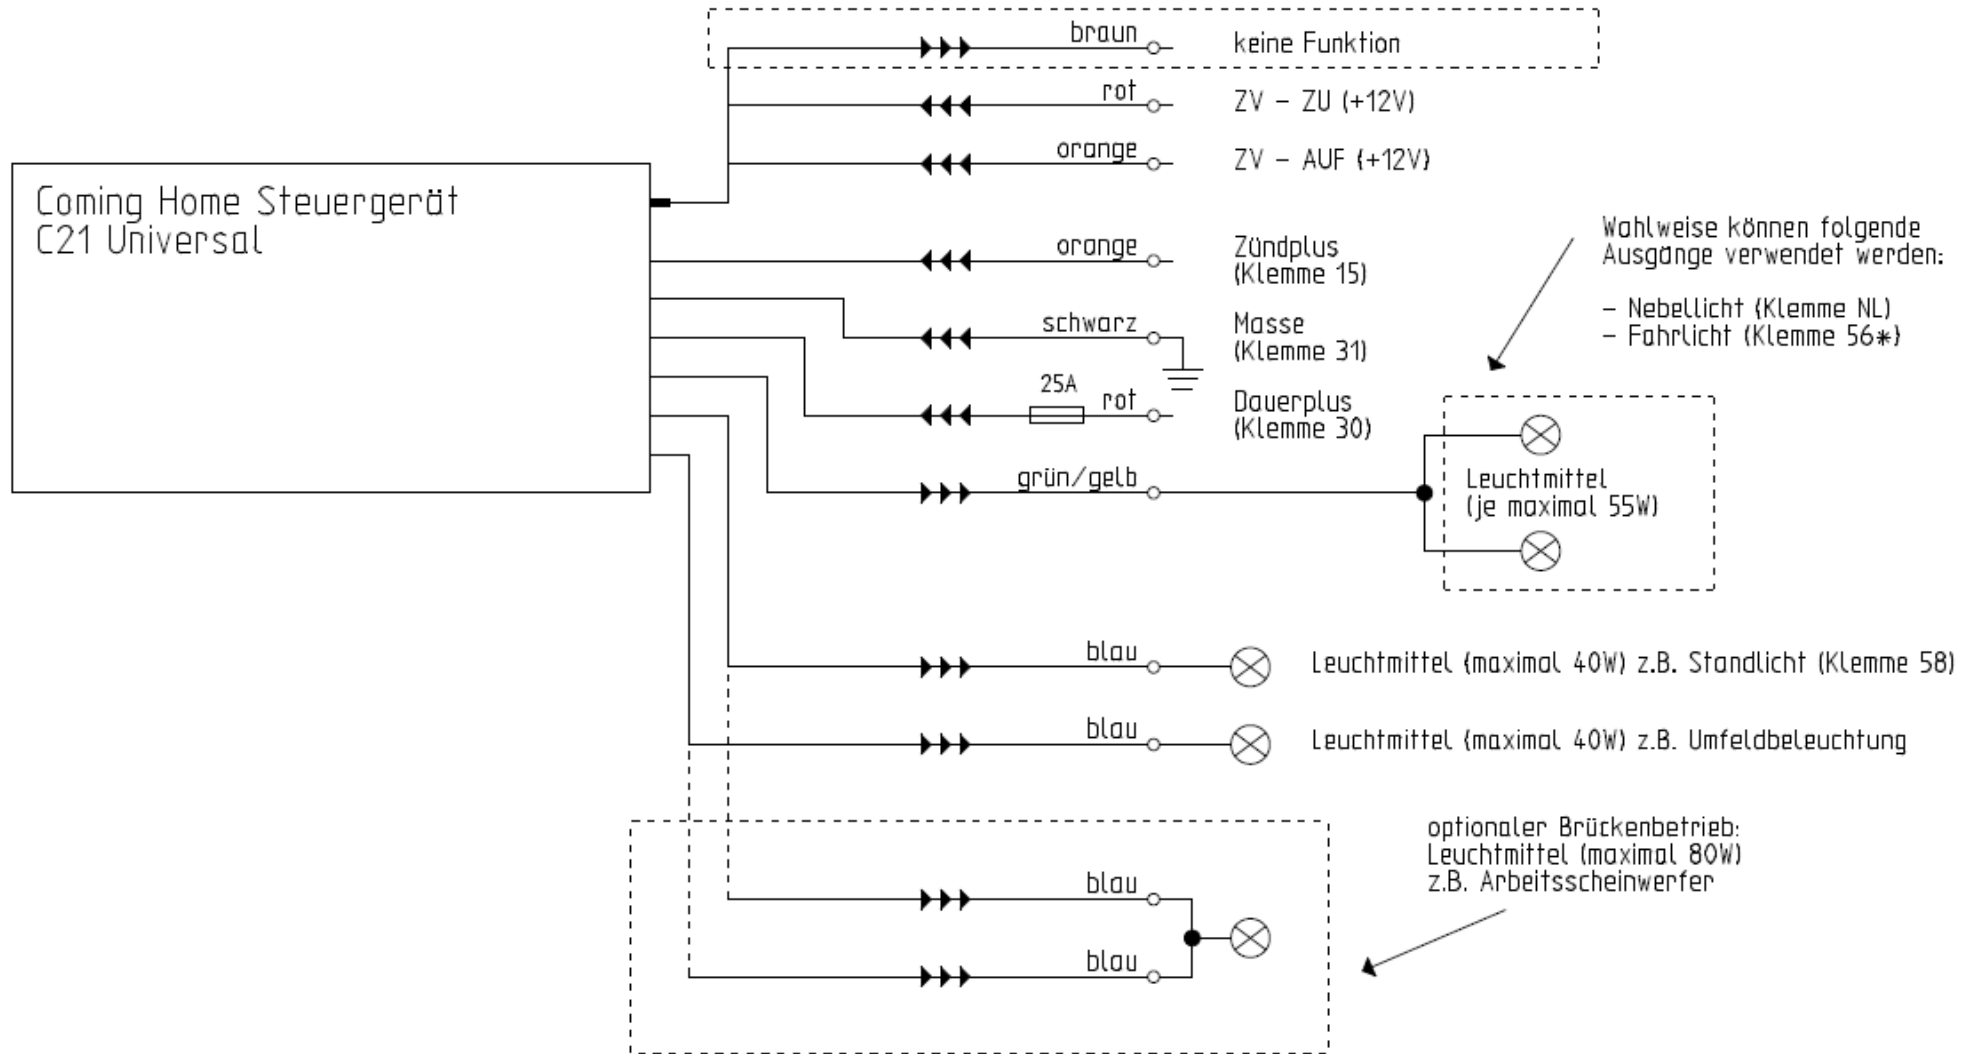 braun
keine Funktion
rot
ZV - ZU (+12V)
orange
ZV - AUF (+12V)
Coming Home Steuergerät
C21 Universal
orange
Zündplus
(Klemme 15)
schwarz
Masse
(Klemme 31)
25A
rot
Dauerplus
(Klemme 30)
grün/gelb
Wahlweise können folgende
Ausgänge verwendet werden:
- Nebellicht (Klemme NL)
- Fahrlicht (Klemme 56*)
Leuchtmittel
(je maximal 55W)
blau
Leuchtmittel (maximal 40W) z.B. Standlicht (Klemme 58)
blau
Leuchtmittel (maximal 40W) z.B. Umfeldbeleuchtung
optionaler Brückenbetrieb:
Leuchtmittel (maximal 80W)
z.B. Arbeitsscheinwerfer
blau
blau